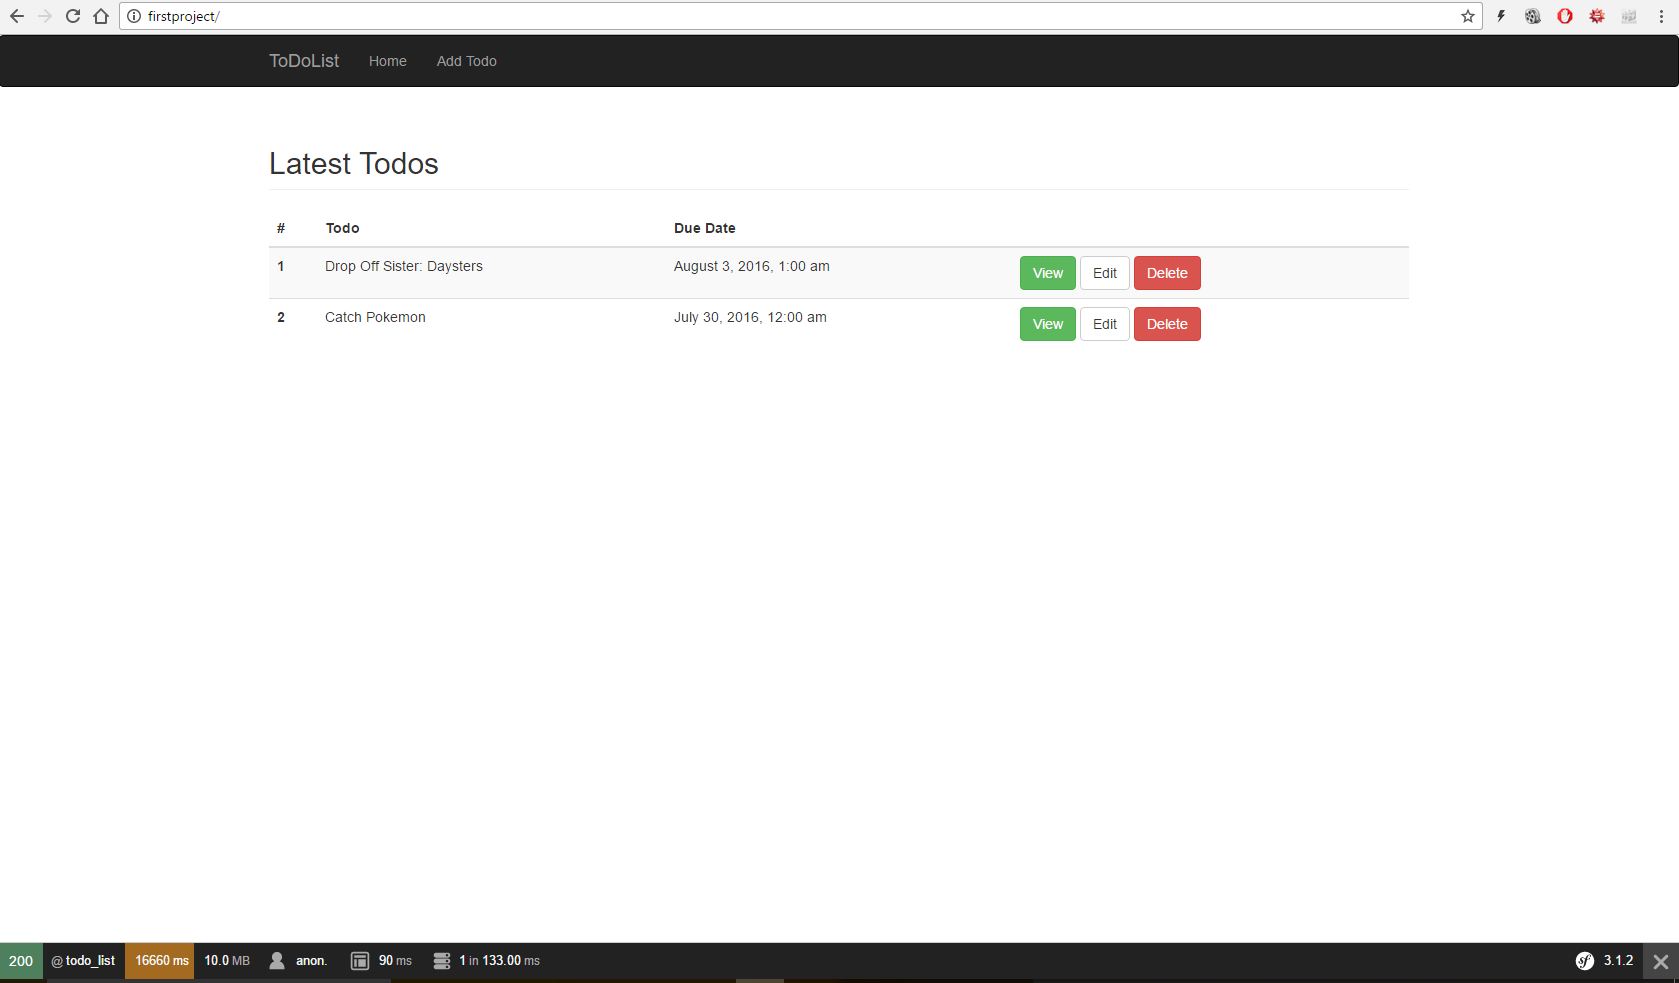 firstproject/
ToDoList Home Add Todo
Latest Todos
# Todo Due Date
1 Drop Off Sister: Daysters August 3, 2016, 1:00 am View Edit Delete
2 Catch Pokemon July 30, 2016, 12:00 am View Edit Delete
200 @ todo_list 16660 ms 10.0 MB anon. 90 ms 1 in 133.00 ms sf 3.1.2